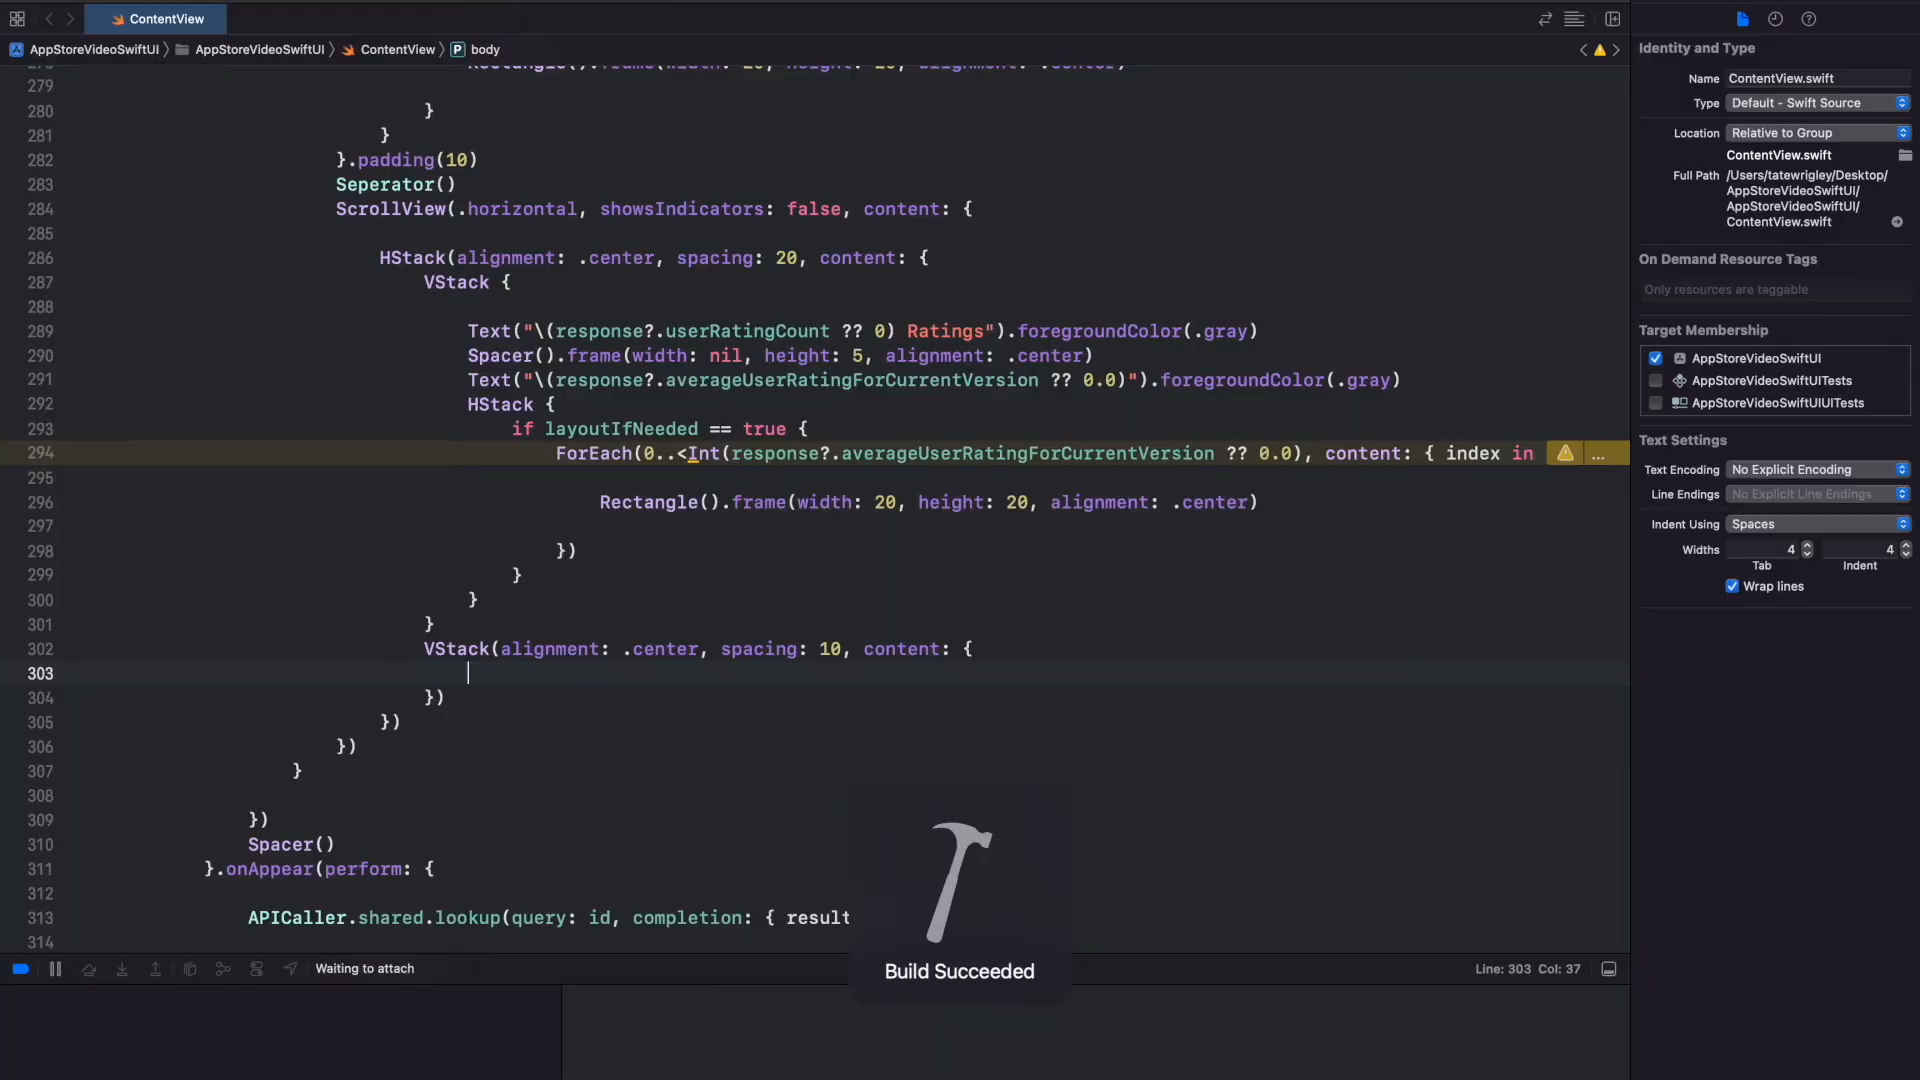 ContentView
AppStoreVideoSwiftUI AppStoreVideoSwiftUI ContentView P body
279
280 }
281 }
282 }.padding(10)
283 Seperator()
284 ScrollView(.horizontal, showsIndicators: false, content: {
285
286 HStack(alignment: .center, spacing: 20, content: {
287 VStack {
288
289 Text("\(response?.userRatingCount ?? 0) Ratings").foregroundColor(.gray)
290 Spacer().frame(width: nil, height: 5, alignment: .center)
291 Text("\(response?.averageUserRatingForCurrentVersion ?? 0.0)").foregroundColor(.gray)
292 HStack {
293 if layoutIfNeeded == true {
294 ForEach(0..<Int(response?.averageUserRatingForCurrentVersion ?? 0.0), content: { index in ...
295
296 Rectangle().frame(width: 20, height: 20, alignment: .center)
297
298 })
299 }
300 }
301 }
302 VStack(alignment: .center, spacing: 10, content: {
303
304 })
305 })
306 })
307 }
308
309 })
310 Spacer()
311 }.onAppear(perform: {
312
313 APICaller.shared.lookup(query: id, completion: { result
314
Build Succeeded
Waiting to attach
Line: 303 Col: 37
Identity and Type
Name ContentView.swift
Type Default - Swift Source
Location Relative to Group
ContentView.swift
Full Path /Users/tatewrigley/Desktop/
AppStoreVideoSwiftUI/
AppStoreVideoSwiftUI/
ContentView.swift
On Demand Resource Tags
Only resources are taggable
Target Membership
AppStoreVideoSwiftUI
AppStoreVideoSwiftUITests
AppStoreVideoSwiftUIUITests
Text Settings
Text Encoding No Explicit Encoding
Line Endings No Explicit Line Endings
Indent Using Spaces
Widths 4 4
Tab Indent
Wrap lines